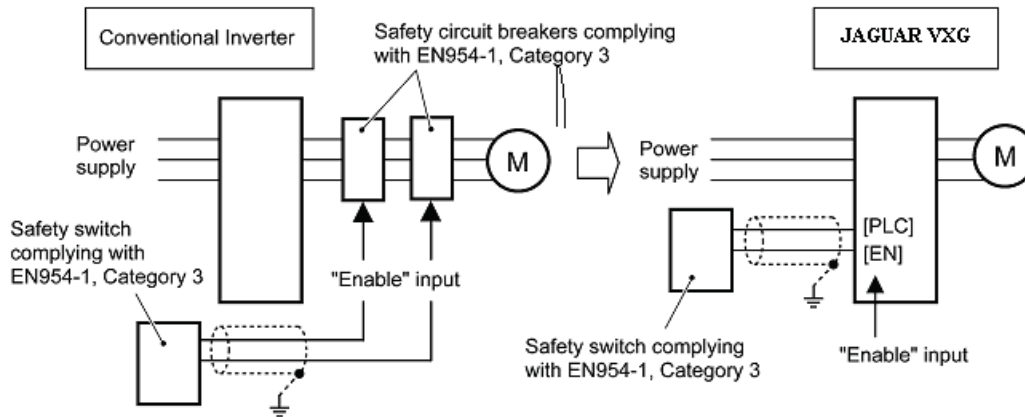 Conventional Inverter
Safety circuit breakers complying
with EN954-1, Category 3
JAGUAR VXG
Power
supply
M
Safety switch
complying with
EN954-1, Category 3
"Enable" input
Power
supply
M
[PLC]
[EN]
Safety switch complying
with EN954-1, Category 3
"Enable" input